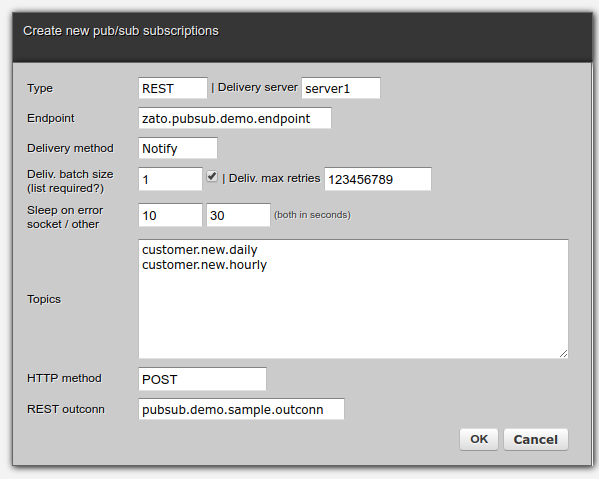 Create new pub/sub subscriptions
Type REST | Delivery server server1
Endpoint zato.pubsub.demo.endpoint
Delivery method Notify
Deliv. batch size (list required?) 1 | Deliv. max retries 123456789
Sleep on error socket / other 10 30 (both in seconds)
Topics
customer.new.daily
customer.new.hourly
HTTP method POST
REST outconn pubsub.demo.sample.outconn
OK Cancel